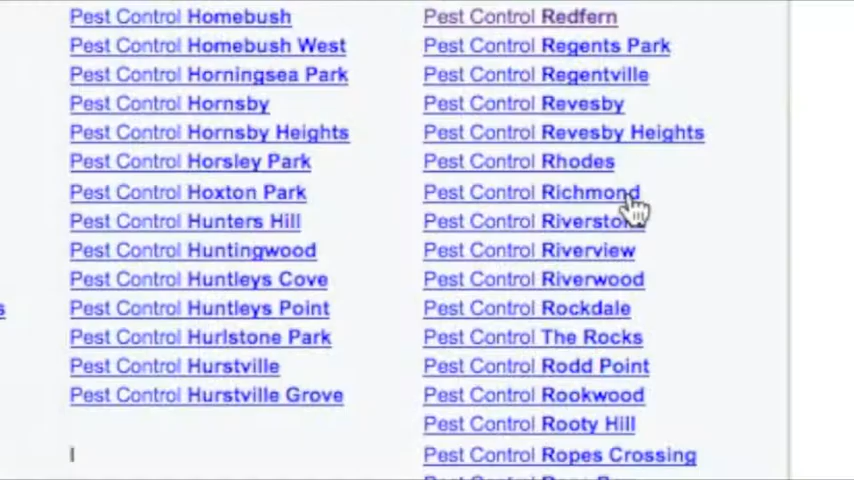 Pest Control Homebush
Pest Control Homebush West
Pest Control Horningsea Park
Pest Control Hornsby
Pest Control Hornsby Heights
Pest Control Horsley Park
Pest Control Hoxton Park
Pest Control Hunters Hill
Pest Control Huntingwood
Pest Control Huntleys Cove
Pest Control Huntleys Point
Pest Control Hurlstone Park
Pest Control Hurstville
Pest Control Hurstville Grove
I
Pest Control Redfern
Pest Control Regents Park
Pest Control Regentville
Pest Control Revesby
Pest Control Revesby Heights
Pest Control Rhodes
Pest Control Richmond
Pest Control
Pest Control Riverview
Pest Control Riverwood
Pest Control Rockdale
Pest Control The Rocks
Pest Control Rodd Point
Pest Control Rookwood
Pest Control Rooty Hill
Pest Control Ropes Crossing